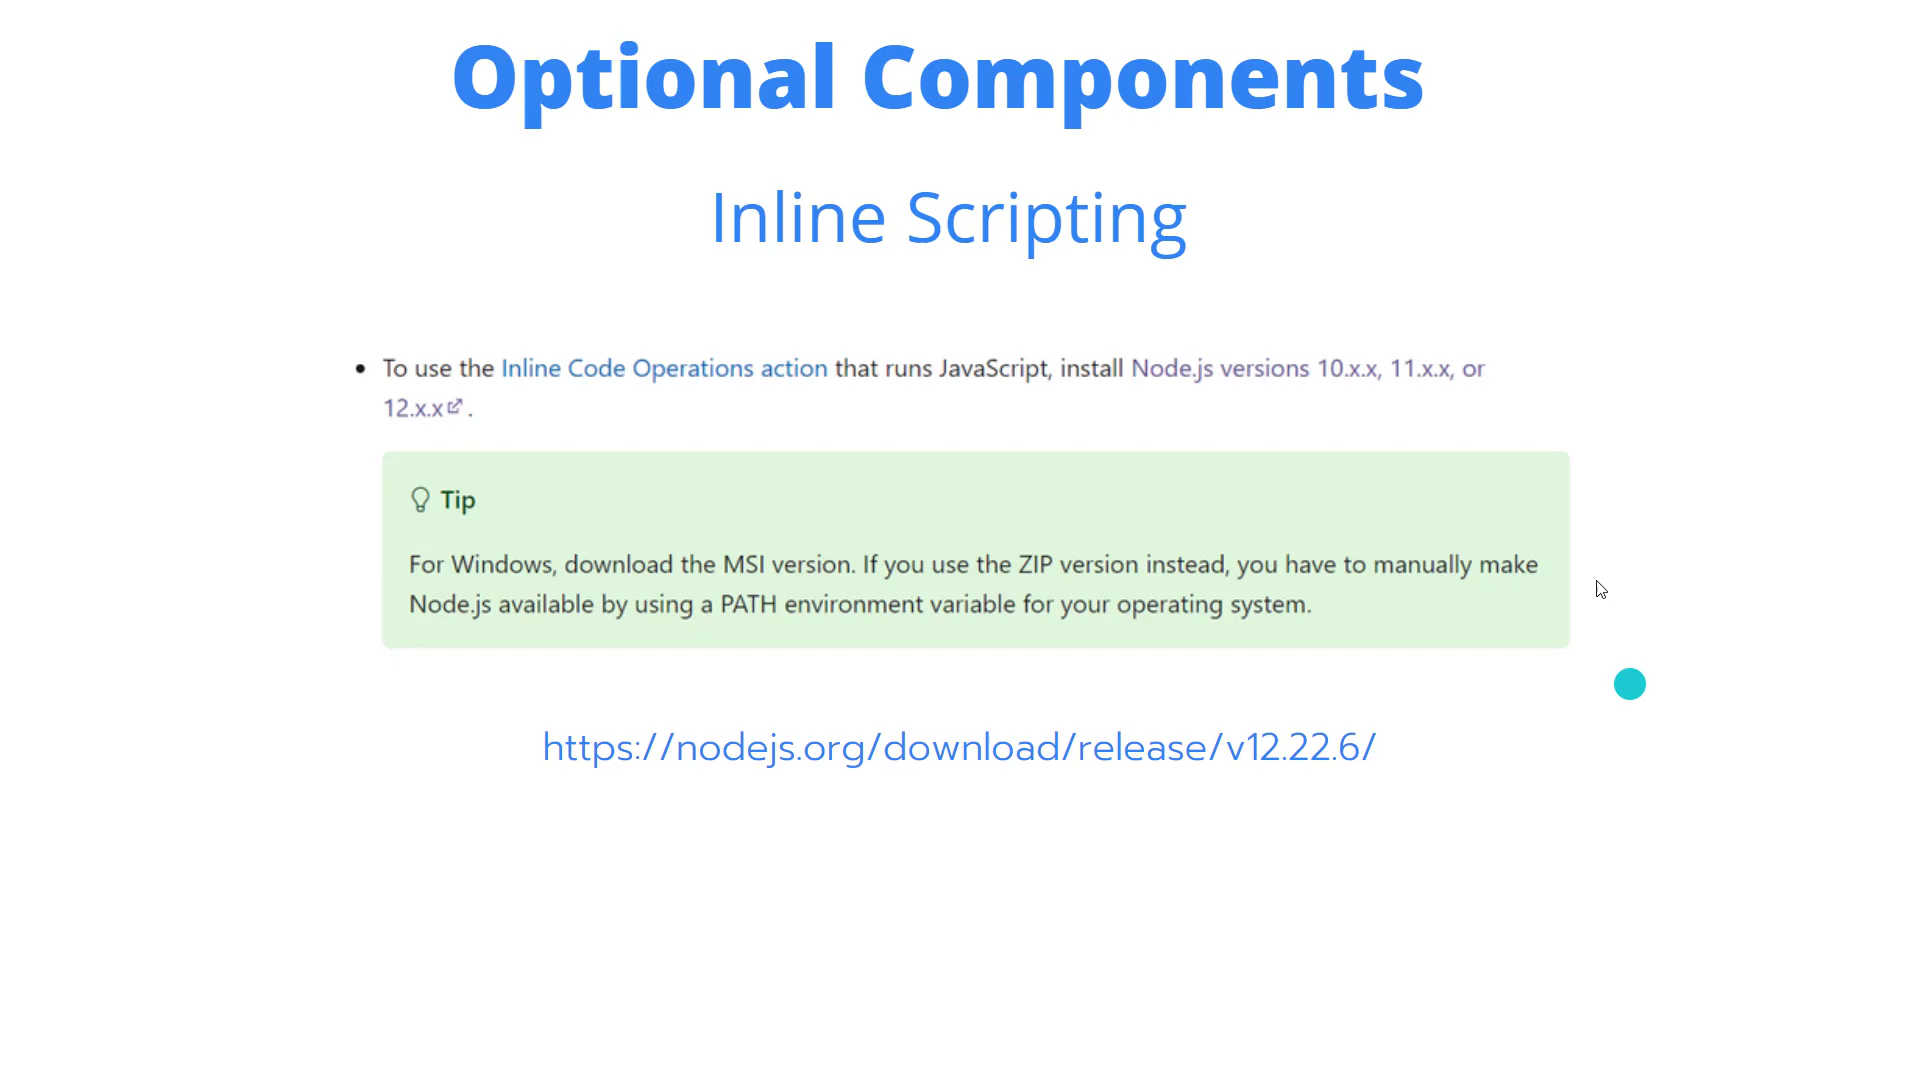 Optional Components
Inline Scripting
• To use the Inline Code Operations action that runs JavaScript, install Node.js versions 10.x.x, 11.x.x, or
12.x.x .
Tip
For Windows, download the MSI version. If you use the ZIP version instead, you have to manually make
Node.js available by using a PATH environment variable for your operating system.
https://nodejs.org/download/release/v12.22.6/